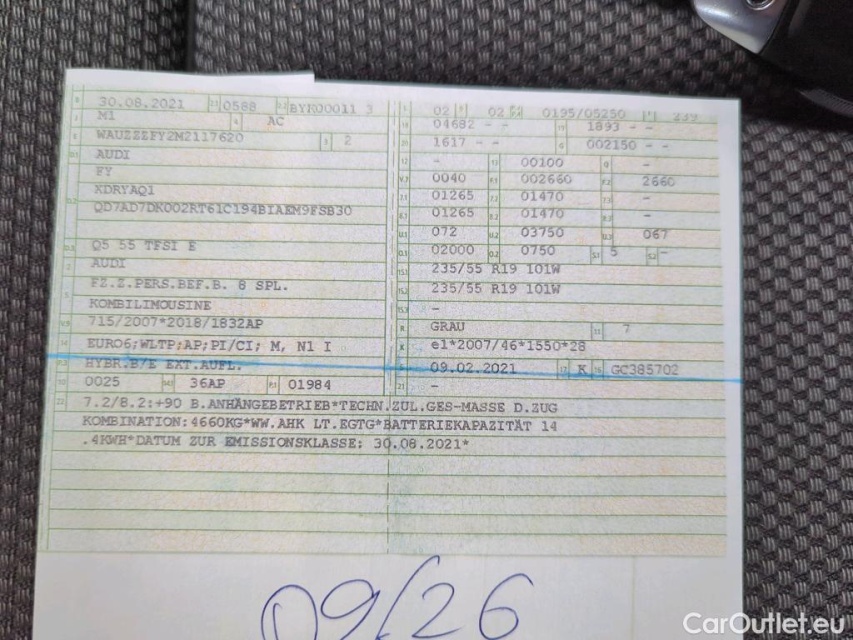 30.08.2021 0588 BYK00011 3 02 02 0195/05250 239
M1 AC 04682 - - 1893 - -
WAUZZZFY2M2117620 2 1617 - - 002150 - -
AUDI - 00100 -
FY 0040 002660 2660
XDRYAQ1 01265 01470 -
QD7AD7DK002RT61C194BIAEM9FSB30 01265 01470 -
072 03750 067
Q5 55 TFSI E 02000 0750 5 -
AUDI 235/55 R19 101W
FZ.Z.PERS.BEF.B. 8 SPL. 235/55 R19 101W
KOMBILIMOUSINE -
715/2007*2018/1832AP GRAU 7
EURO6;WLTP;AP;PI/CI; M, N1 I e1*2007/46*1550*28
HYBR.B/E EXT.AUFL. 09.02.2021 K GC385702
0025 36AP 01984 -
7.2/8.2:+90 B.ANHÄNGEBETRIEB*TECHN.ZUL.GES-MASSE D.ZUG
KOMBINATION:4660KG*WW.AHK LT.EGTG*BATTERIEKAPAZITÄT 14
.4KWH*DATUM ZUR EMISSIONSKLASSE: 30.08.2021*
09/26
CarOutlet.eu